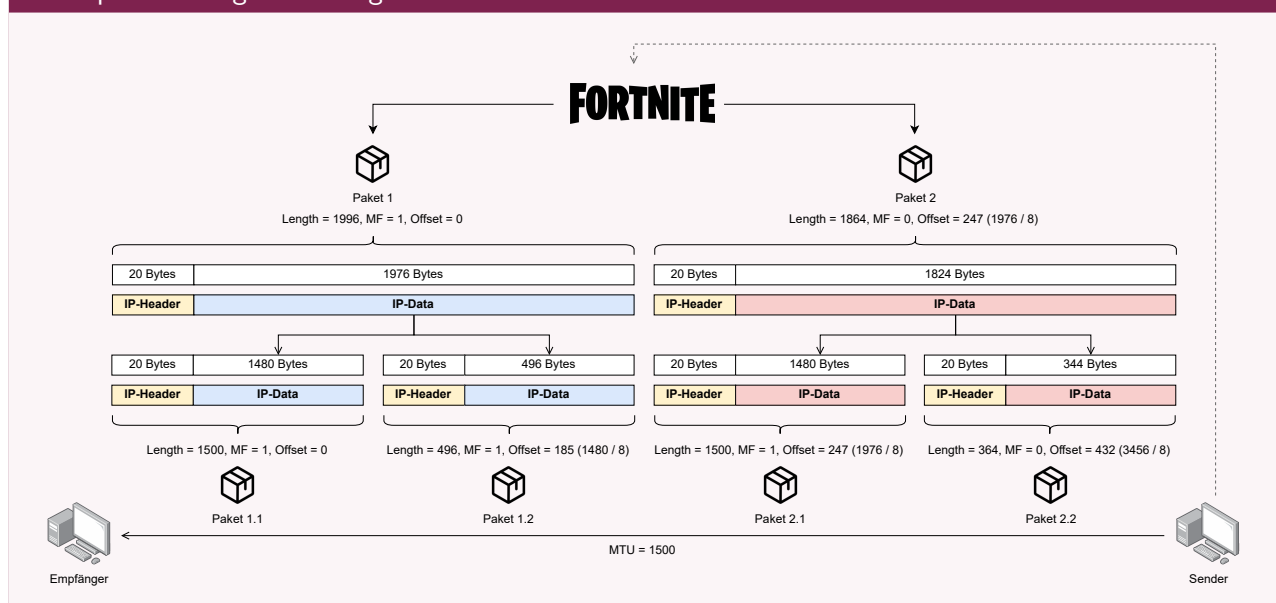 FORTNITE
Paket 1
Paket 2
Length = 1996, MF = 1, Offset = 0
Length = 1864, MF = 0, Offset = 247 (1976 / 8)
20 Bytes 1976 Bytes
20 Bytes 1824 Bytes
IP-Header IP-Data
IP-Header IP-Data
20 Bytes 1480 Bytes
20 Bytes 496 Bytes
20 Bytes 1480 Bytes
20 Bytes 344 Bytes
IP-Header IP-Data
IP-Header IP-Data
IP-Header IP-Data
IP-Header IP-Data
Length = 1500, MF = 1, Offset = 0
Length = 496, MF = 1, Offset = 185 (1480 / 8)
Length = 1500, MF = 1, Offset = 247 (1976 / 8)
Length = 364, MF = 0, Offset = 432 (3456 / 8)
Paket 1.1
Paket 1.2
Paket 2.1
Paket 2.2
MTU = 1500
Empfänger
Sender